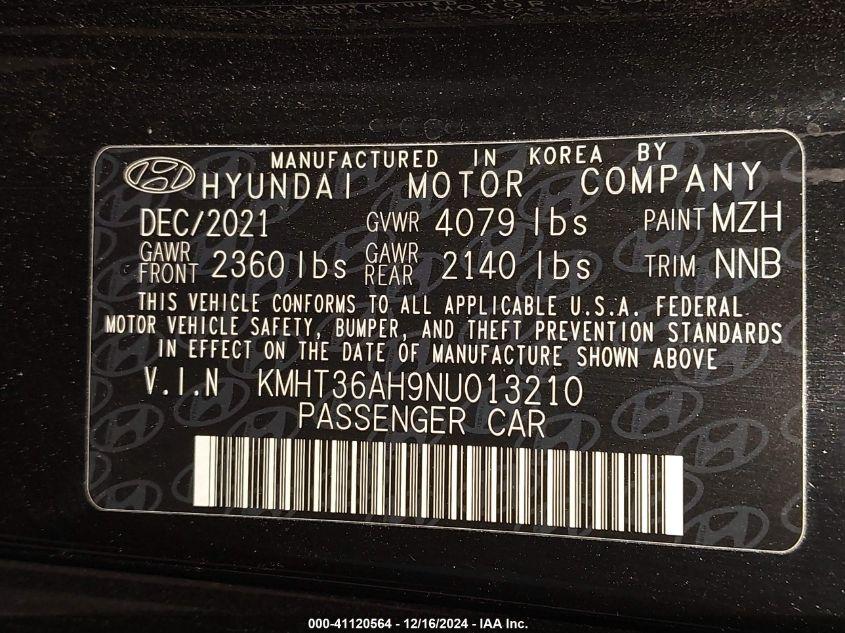 MANUFACTURED IN KOREA BY
HYUNDAI MOTOR COMPANY
DEC/2021 GVWR 4079 lbs PAINT MZH
GAWR FRONT 2360 lbs GAWR REAR 2140 lbs TRIM NNB
THIS VEHICLE CONFORMS TO ALL APPLICABLE U.S.A. FEDERAL
MOTOR VEHICLE SAFETY, BUMPER, AND THEFT PREVENTION STANDARDS
IN EFFECT ON THE DATE OF MANUFACTURE SHOWN ABOVE
V.I.N KMHT36AH9NU013210
PASSENGER CAR
000-41120564 - 12/16/2024 - IAA Inc.